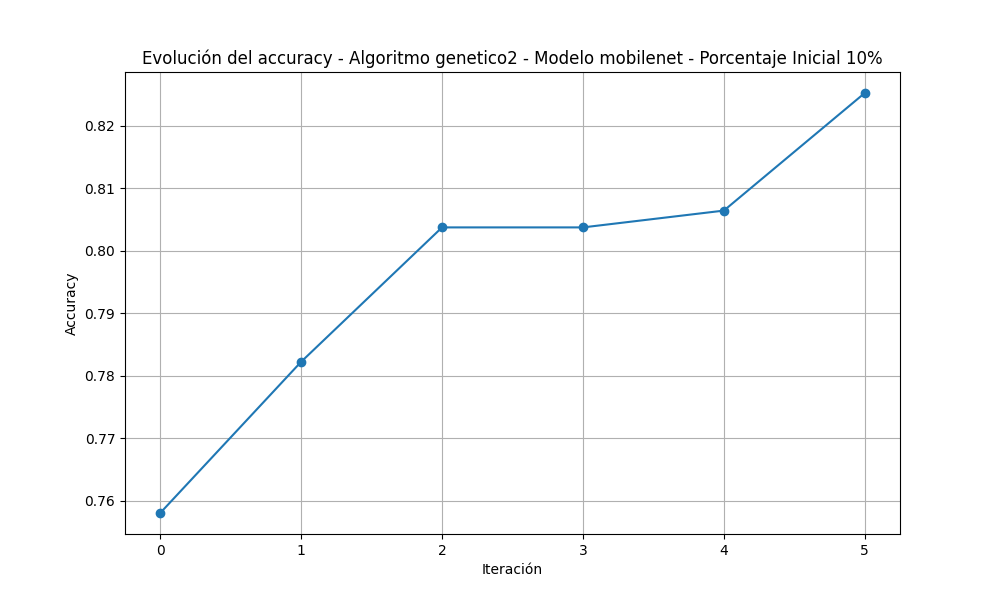 Evolución del accuracy - Algoritmo genetico2 - Modelo mobilenet - Porcentaje Inicial 10%
0.82
0.81
0.80
0.79
0.78
0.77
0.76
Accuracy
0 1 2 3 4 5
Iteración